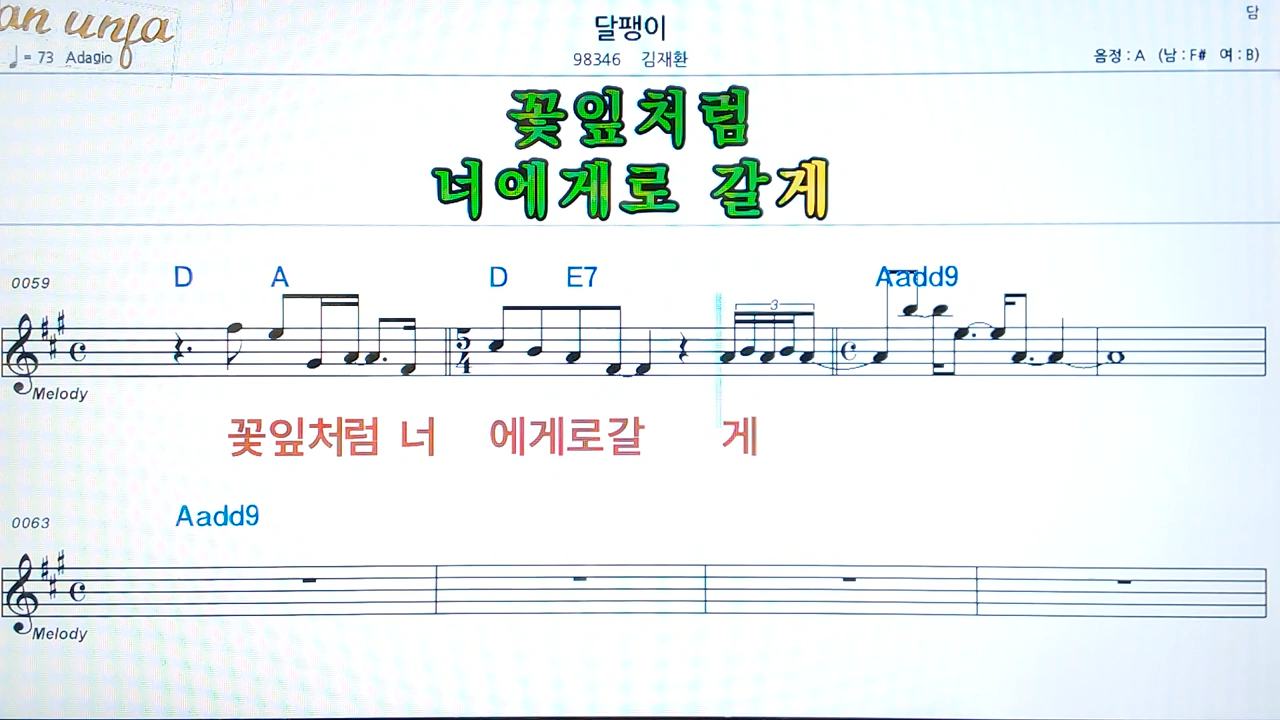 달팽이
담
♩= 73 Adagio
98346 김재환
음정 : A (남 : F# 여 : B)
꽃잎처럼
너에게로 갈게
D A D E7 Aadd9
0059
5
4
3
Melody
꽃잎처럼 너 에게로갈 게
Aadd9
0063
Melody